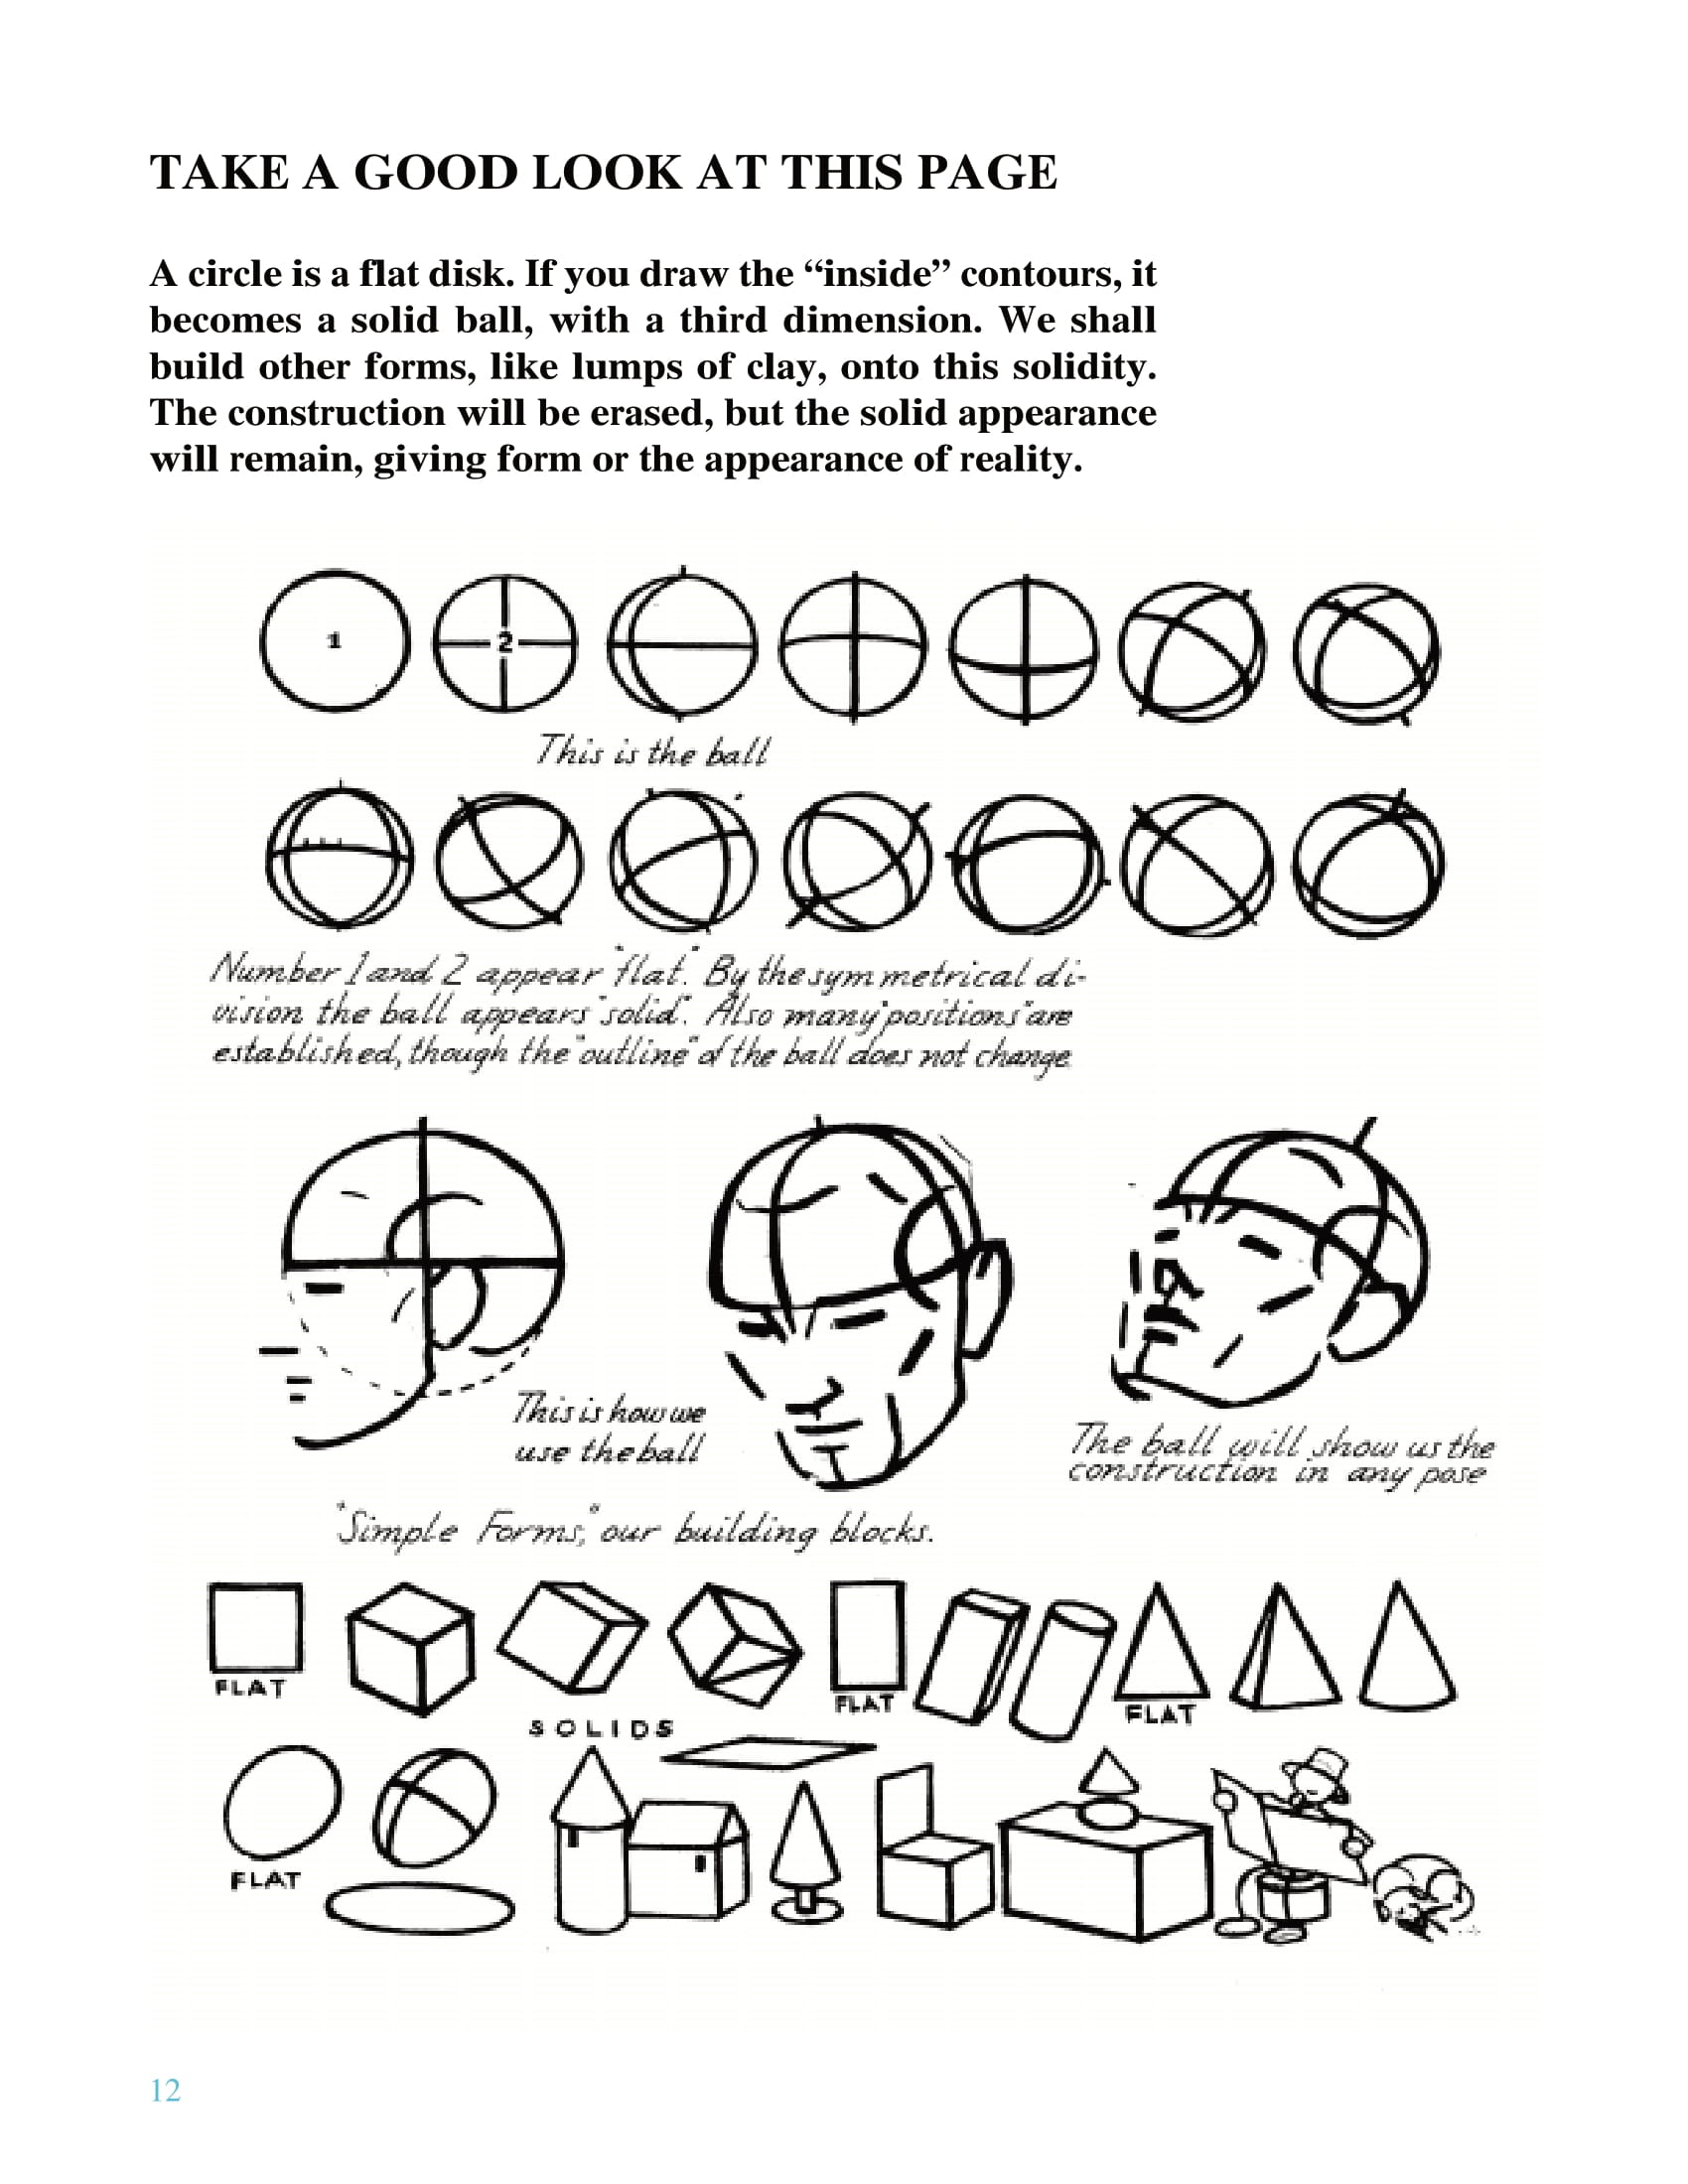 TAKE A GOOD LOOK AT THIS PAGE
A circle is a flat disk. If you draw the “inside” contours, it
becomes a solid ball, with a third dimension. We shall
build other forms, like lumps of clay, onto this solidity.
The construction will be erased, but the solid appearance
will remain, giving form or the appearance of reality.
1
2
This is the ball
Number 1 and 2 appear "flat." By the symmetrical di-
vision the ball appears "solid". Also many "positions" are
established, though the "outline" of the ball does not change
This is how we
use the ball
The ball will show us the
construction in any pose
"Simple Forms," our building blocks.
FLAT
FLAT
FLAT
SOLIDS
FLAT
12